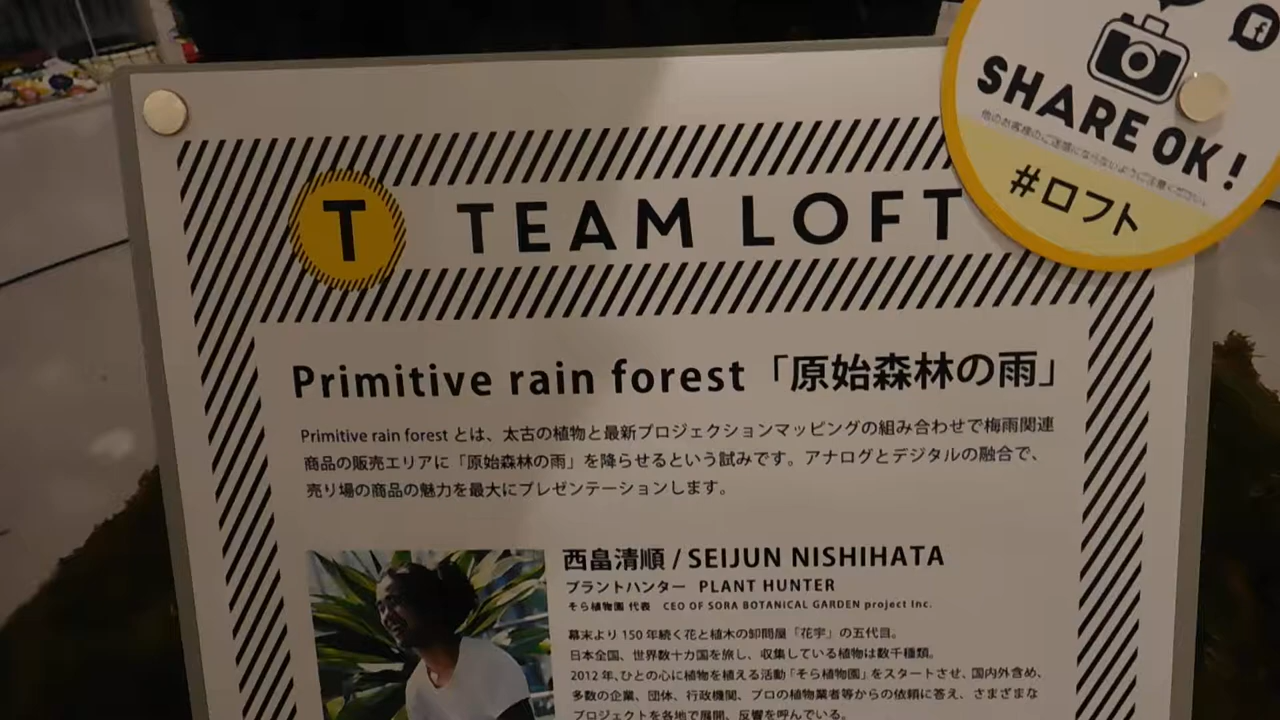 SHARE OK!
他のお客様のご迷惑にならないようにご注意ください。
#ロフト
T TEAM LOFT
Primitive rain forest「原始森林の雨」
Primitive rain forest とは、太古の植物と最新プロジェクションマッピングの組み合わせで梅雨関連
商品の販売エリアに「原始森林の雨」を降らせるという試みです。アナログとデジタルの融合で、
売り場の商品の魅力を最大にプレゼンテーションします。
西畠清順 / SEIJUN NISHIHATA
プラントハンター PLANT HUNTER
そら植物園 代表 CEO OF SORA BOTANICAL GARDEN project Inc.
幕末より 150 年続く花と植木の卸問屋「花宇」の五代目。
日本全国、世界数十カ国を旅し、収集している植物は数千種類。
2012 年、ひとの心に植物を植える活動「そら植物園」をスタートさせ、国内外含め、
多数の企業、団体、行政機関、プロの植物業者等からの依頼に答え、さまざまな
プロジェクトを各地で展開、反響を呼んでいる。